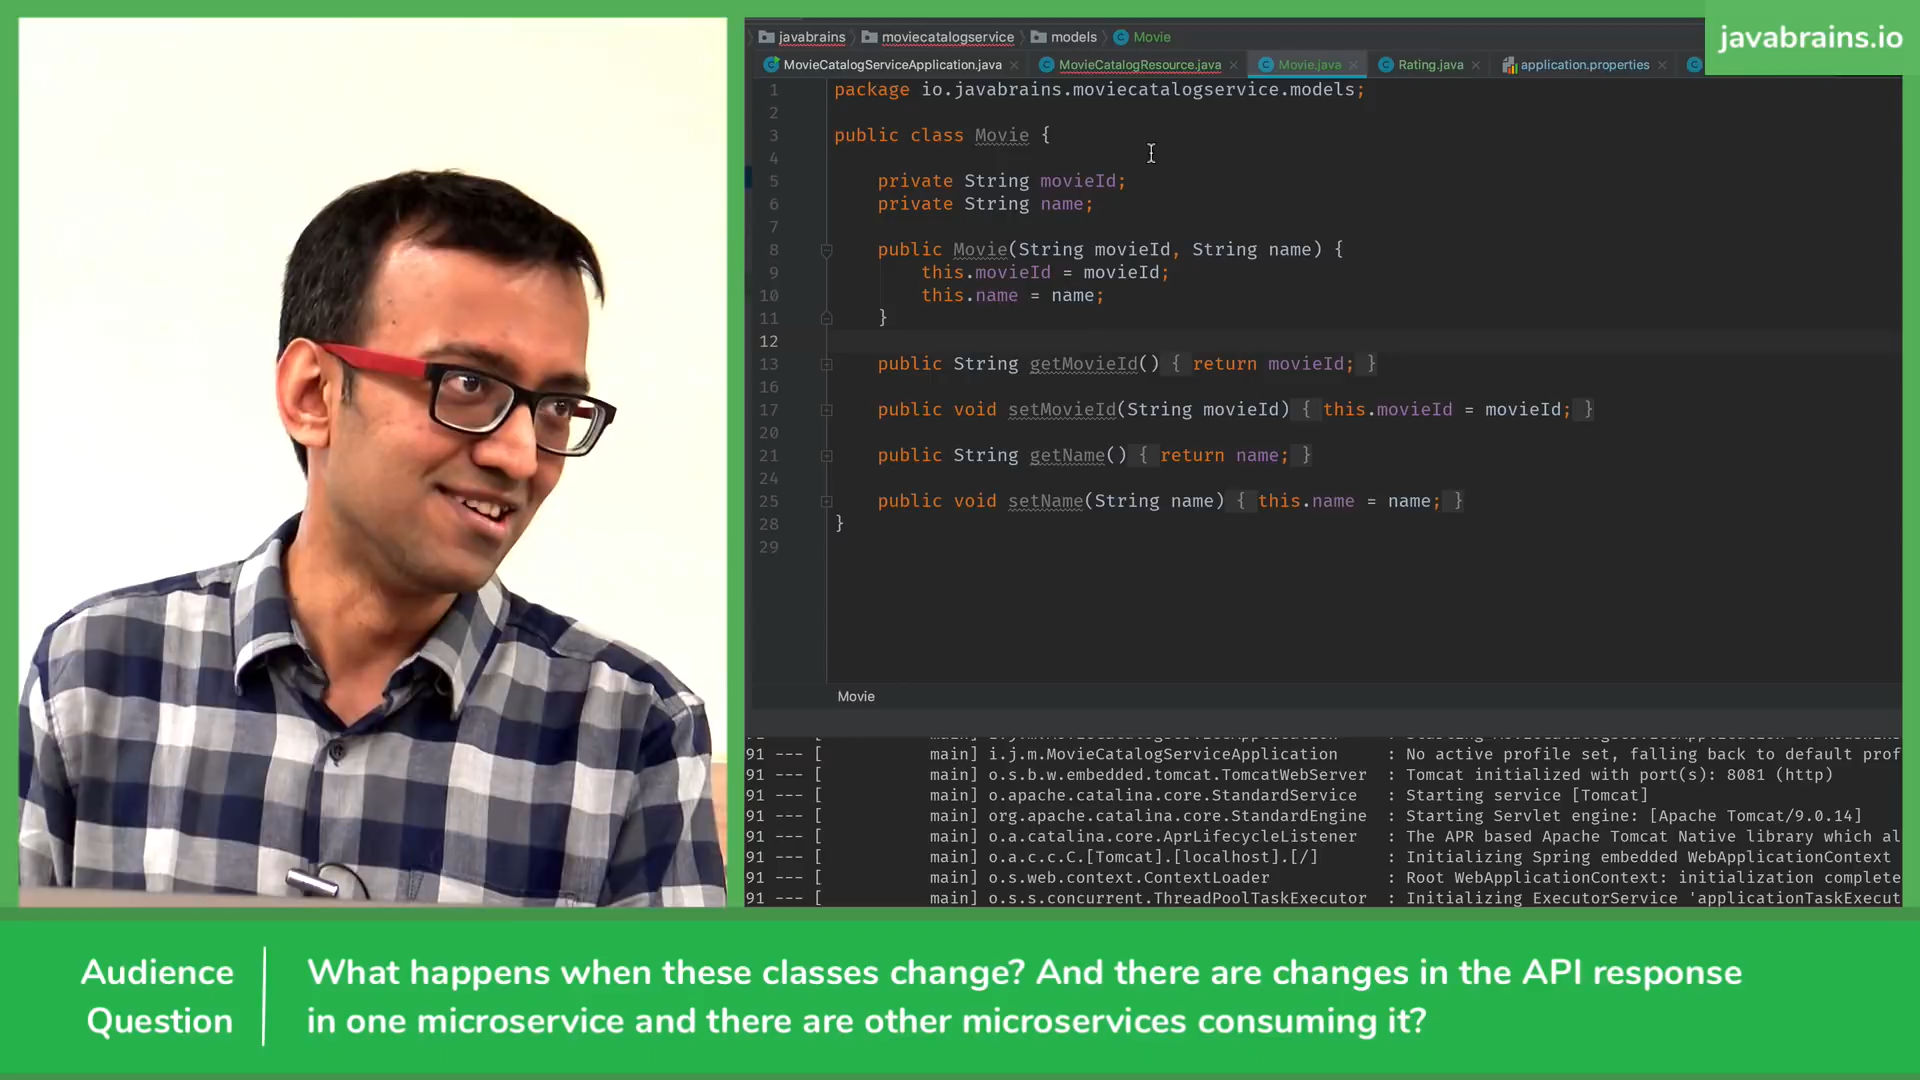 javabrains.io
javabrains moviecatalogservice models Movie
MovieCatalogServiceApplication.java MovieCatalogResource.java Movie.java Rating.java application.properties
1 package io.javabrains.moviecatalogservice.models;
2
3 public class Movie {
4
5 private String movieId;
6 private String name;
7
8 public Movie(String movieId, String name) {
9 this.movieId = movieId;
10 this.name = name;
11 }
12
13 public String getMovieId() { return movieId; }
16
17 public void setMovieId(String movieId) { this.movieId = movieId; }
20
21 public String getName() { return name; }
24
25 public void setName(String name) { this.name = name; }
28 }
29
Movie
91 --- [ main] i.j.m.MovieCatalogServiceApplication : No active profile set, falling back to default prof
91 --- [ main] o.s.b.w.embedded.tomcat.TomcatWebServer : Tomcat initialized with port(s): 8081 (http)
91 --- [ main] o.apache.catalina.core.StandardService : Starting service [Tomcat]
91 --- [ main] org.apache.catalina.core.StandardEngine : Starting Servlet engine: [Apache Tomcat/9.0.14]
91 --- [ main] o.a.catalina.core.AprLifecycleListener : The APR based Apache Tomcat Native library which al
91 --- [ main] o.a.c.c.C.[Tomcat].[localhost].[/] : Initializing Spring embedded WebApplicationContext
91 --- [ main] o.s.web.context.ContextLoader : Root WebApplicationContext: initialization complete
91 --- [ main] o.s.s.concurrent.ThreadPoolTaskExecutor : Initializing ExecutorService 'applicationTaskExecut
Audience
Question
What happens when these classes change? And there are changes in the API response
in one microservice and there are other microservices consuming it?